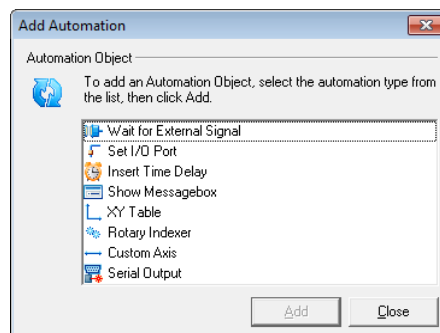 Add Automation
Automation Object
To add an Automation Object, select the automation type from
the list, then click Add.
Wait for External Signal
Set I/O Port
Insert Time Delay
Show Messagebox
XY Table
Rotary Indexer
Custom Axis
Serial Output
Add
Close